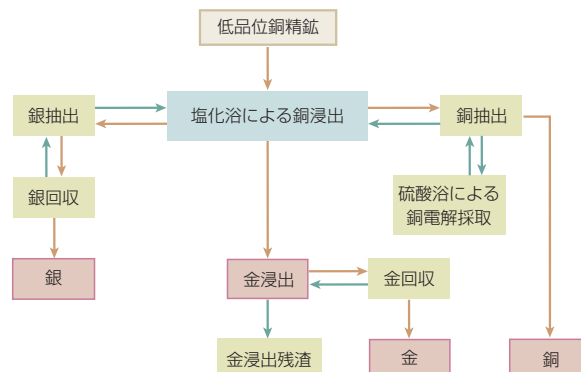 低品位銅精鉱
銀抽出
塩化浴による銅浸出
銅抽出
銀回収
硫酸浴による
銅電解採取
銀
金浸出
金回収
金浸出残渣
金
銅